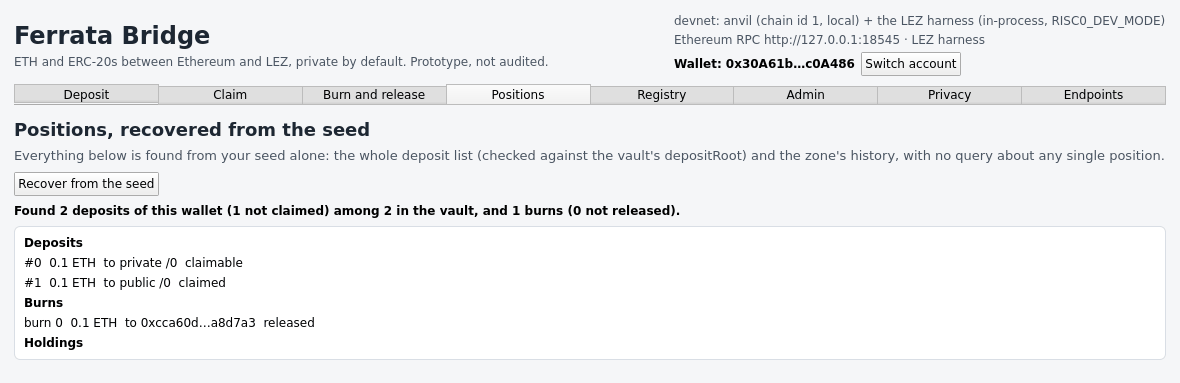 Ferrata Bridge
ETH and ERC-20s between Ethereum and LEZ, private by default. Prototype, not audited.
devnet: anvil (chain id 1, local) + the LEZ harness (in-process, RISC0_DEV_MODE)
Ethereum RPC http://127.0.0.1:18545 · LEZ harness
Wallet: 0x30A61b...c0A486 Switch account
Deposit Claim Burn and release Positions Registry Admin Privacy Endpoints
Positions, recovered from the seed
Everything below is found from your seed alone: the whole deposit list (checked against the vault's depositRoot) and the zone's history, with no query about any single position.
Recover from the seed
Found 2 deposits of this wallet (1 not claimed) among 2 in the vault, and 1 burns (0 not released).
Deposits
#0 0.1 ETH to private /0 claimable
#1 0.1 ETH to public /0 claimed
Burns
burn 0 0.1 ETH to 0xcca60d...a8d7a3 released
Holdings